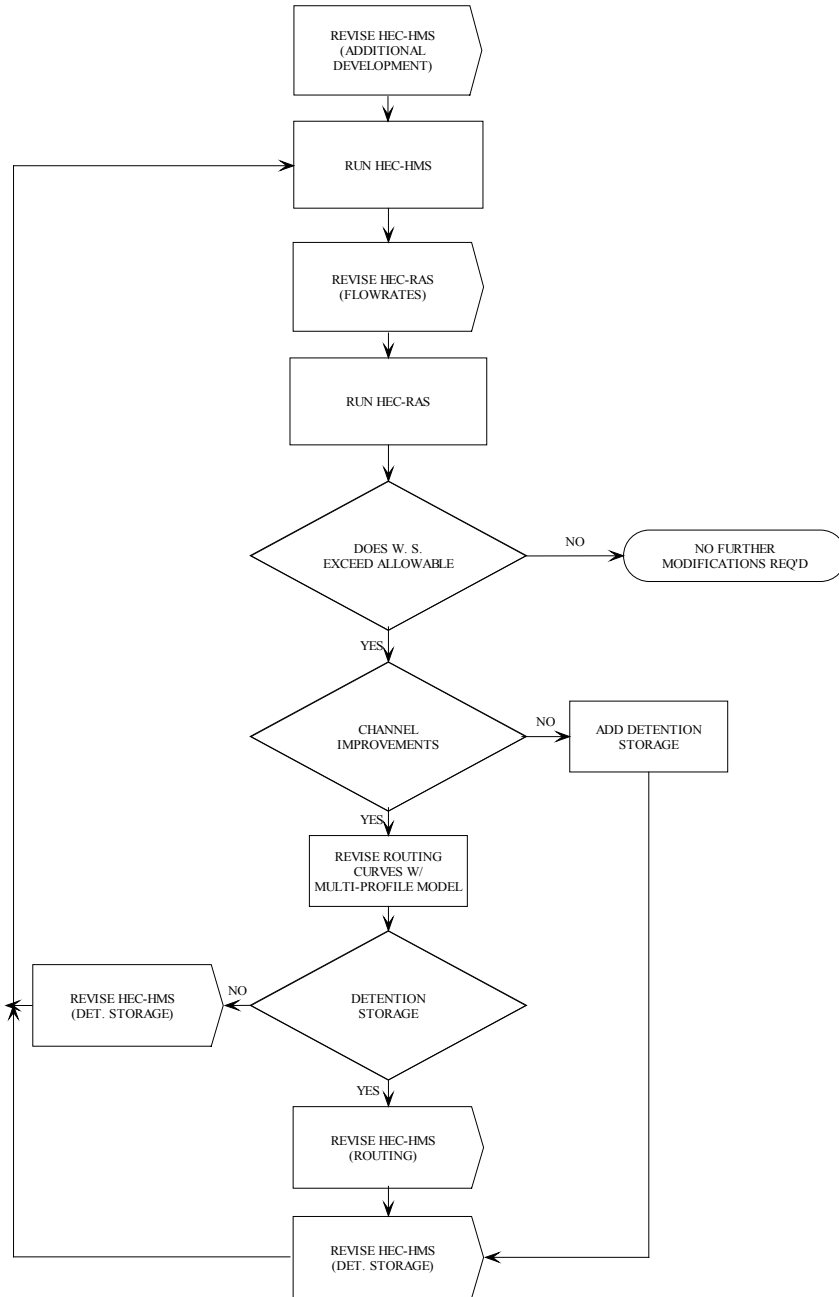 REVISE HEC-HMS
(ADDITIONAL
DEVELOPMENT)
RUN HEC-HMS
REVISE HEC-RAS
(FLOWRATES)
RUN HEC-RAS
DOES W. S.
EXCEED ALLOWABLE
NO
NO FURTHER
MODIFICATIONS REQ'D
YES
CHANNEL
IMPROVEMENTS
NO
ADD DETENTION
STORAGE
YES
REVISE ROUTING
CURVES W/
MULTI-PROFILE MODEL
DETENTION
STORAGE
NO
REVISE HEC-HMS
(DET. STORAGE)
YES
REVISE HEC-HMS
(ROUTING)
REVISE HEC-HMS
(DET. STORAGE)